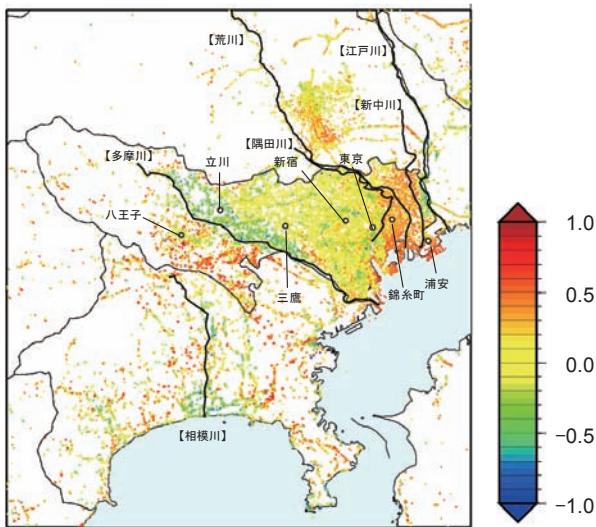 【荒川】
【江戸川】
【新中川】
【隅田川】
東京
新宿
【多摩川】
立川
八王子
三鷹
錦糸町
浦安
【相模川】
1.0
0.5
0.0
−0.5
−1.0